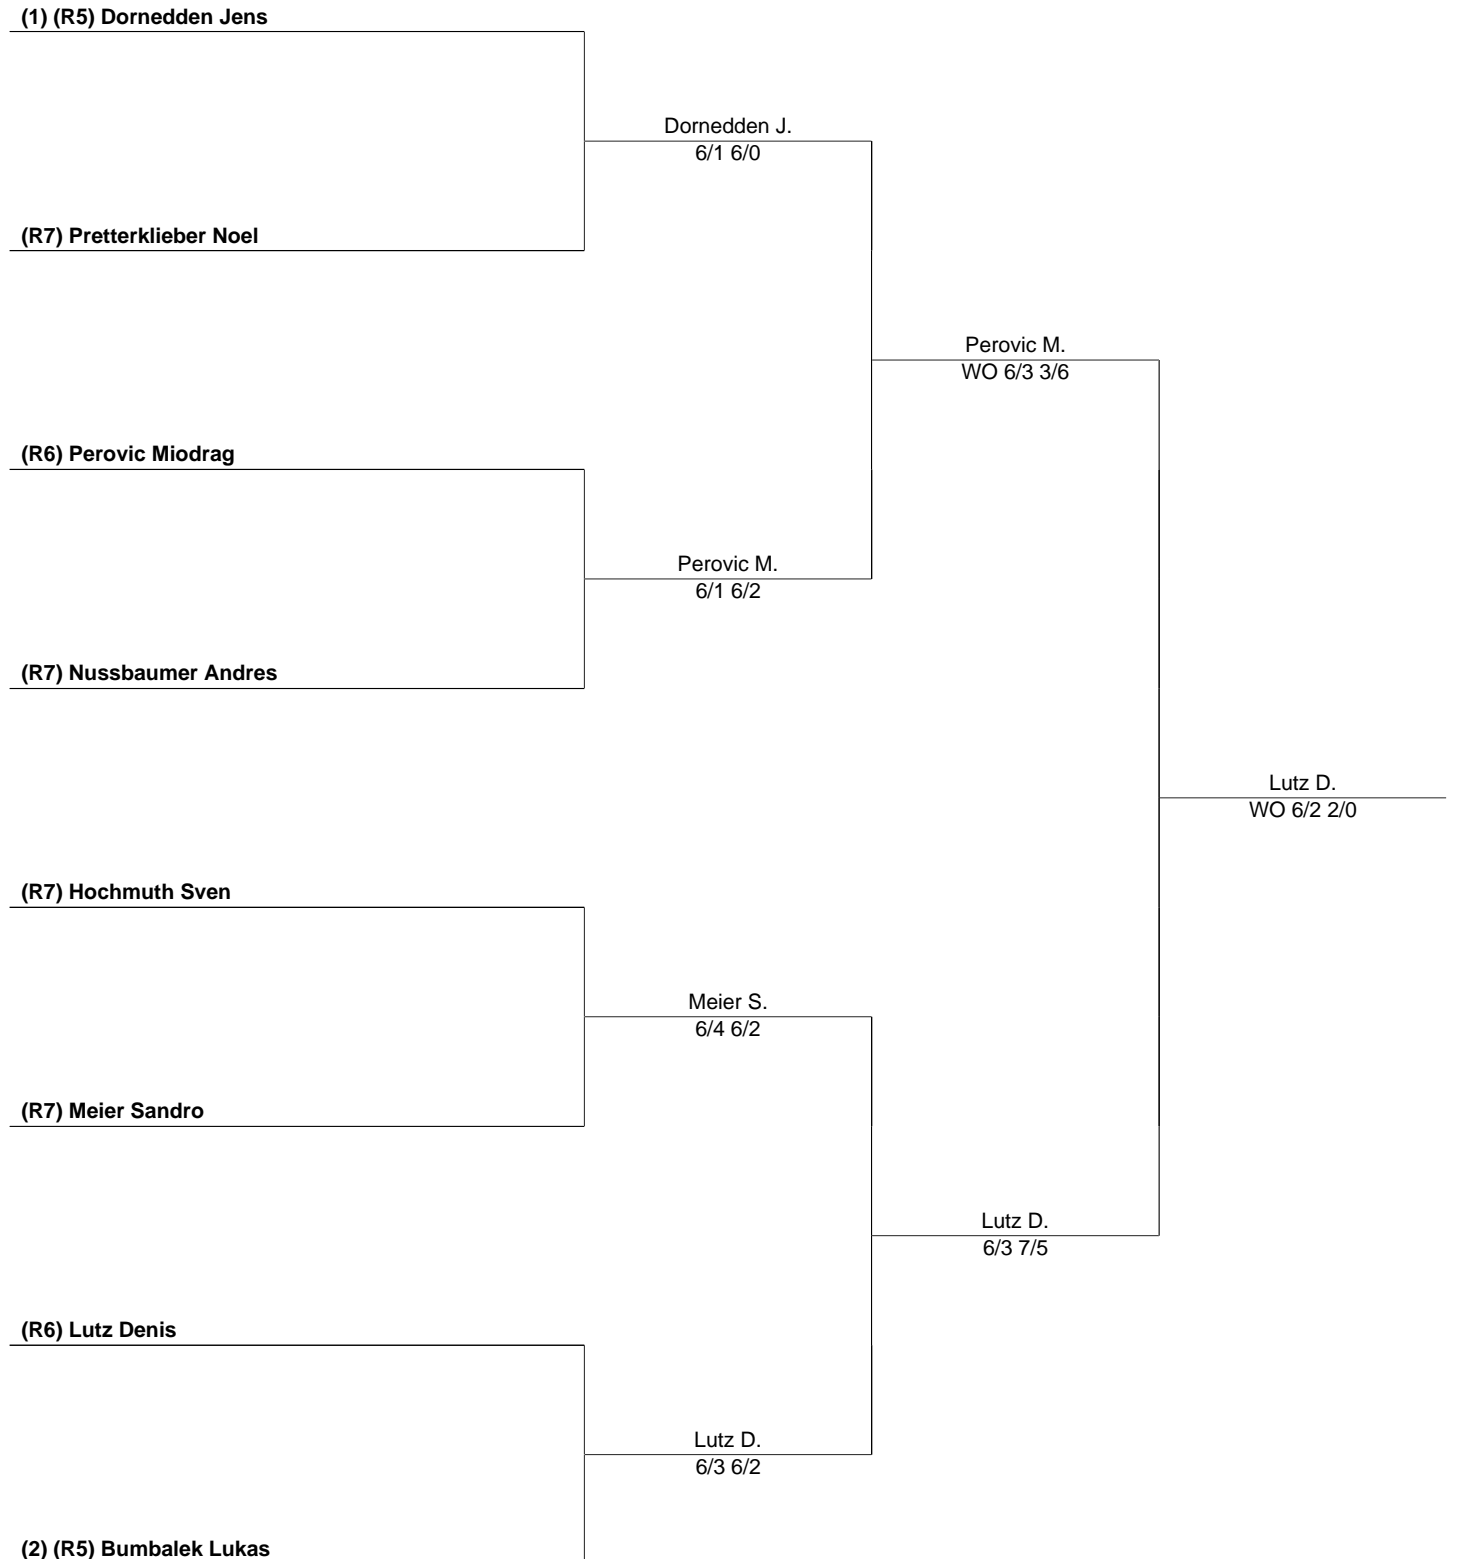 (1) (R5) Dornedden Jens
Dornedden J.
6/1 6/0
(R7) Pretterklieber Noel
Perovic M.
WO 6/3 3/6
(R6) Perovic Miodrag
Perovic M.
6/1 6/2
(R7) Nussbaumer Andres
Lutz D.
WO 6/2 2/0
(R7) Hochmuth Sven
Meier S.
6/4 6/2
(R7) Meier Sandro
Lutz D.
6/3 7/5
(R6) Lutz Denis
Lutz D.
6/3 6/2
(2) (R5) Bumbalek Lukas